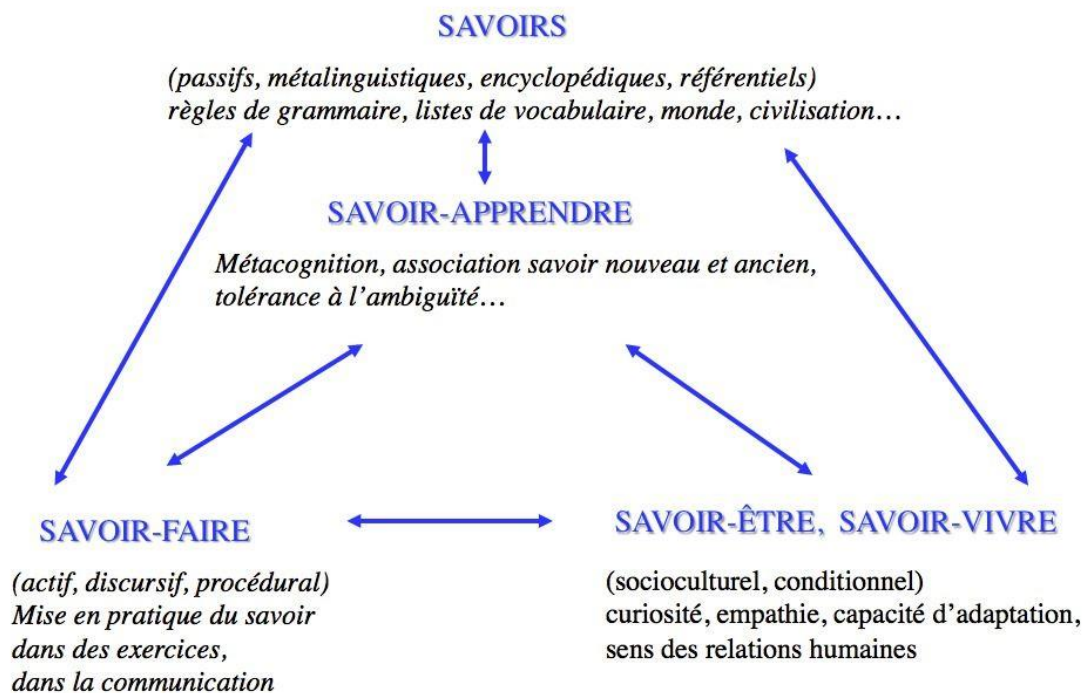 SAVOIRS
(passifs, métalinguistiques, encyclopédiques, référentiels)
règles de grammaire, listes de vocabulaire, monde, civilisation…
SAVOIR-APPRENDRE
Métacognition, association savoir nouveau et ancien,
tolérance à l’ambiguïté…
SAVOIR-FAIRE
(actif, discursif, procédural)
Mise en pratique du savoir
dans des exercices,
dans la communication
SAVOIR-ÊTRE, SAVOIR-VIVRE
(socioculturel, conditionnel)
curiosité, empathie, capacité d’adaptation,
sens des relations humaines